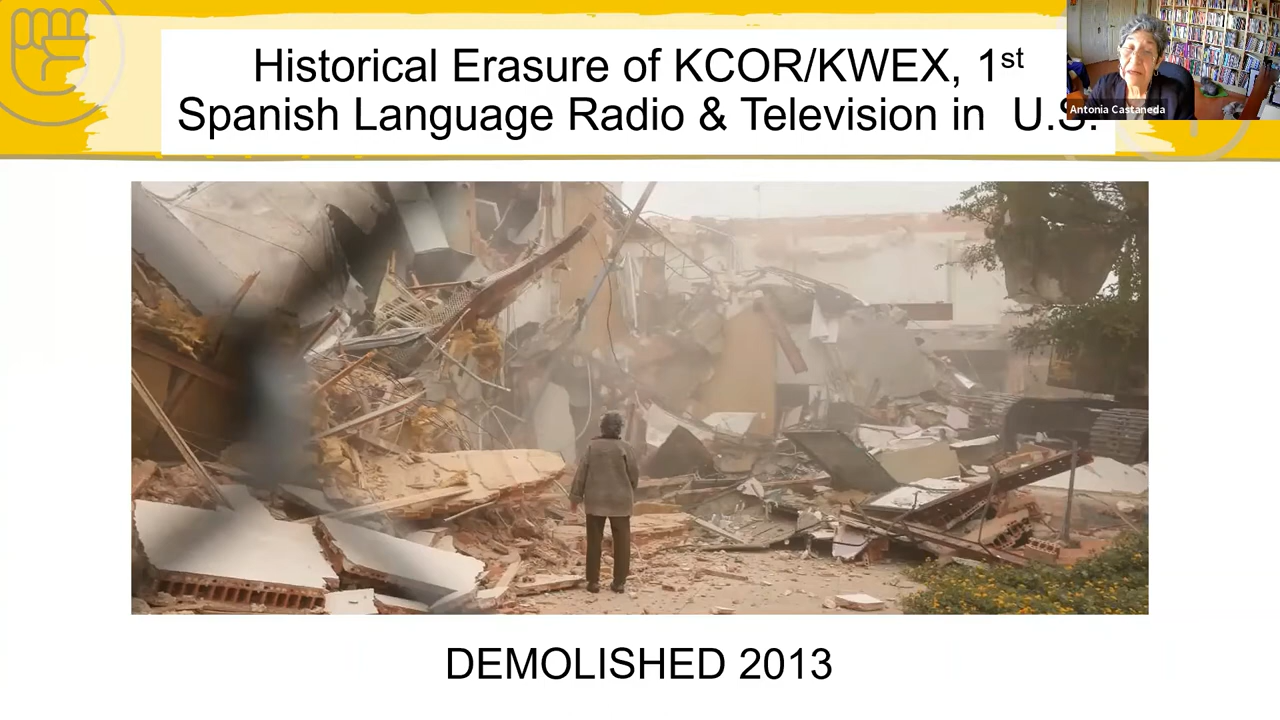 Historical Erasure of KCOR/KWEX, 1st
Spanish Language Radio & Television in U.S.
Antonia Castaneda
DEMOLISHED 2013